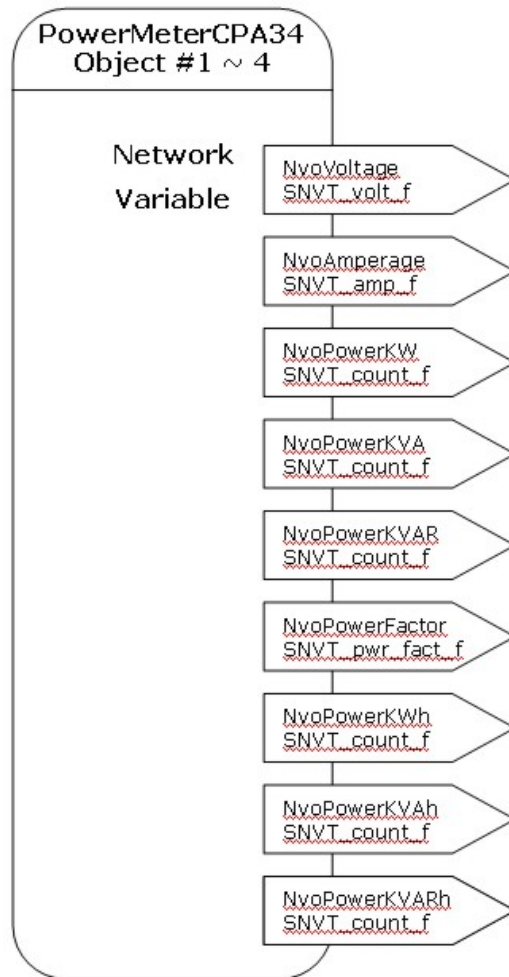 PowerMeterCPA34
Object #1 ~ 4
Network
Variable
NvoVoltage
SNVT_volt_f
NvoAmperage
SNVT_amp_f
NvoPowerKW
SNVT_count_f
NvoPowerKVA
SNVT_count_f
NvoPowerKVAR
SNVT_count_f
NvoPowerFactor
SNVT_pwr_fact_f
NvoPowerKWh
SNVT_count_f
NvoPowerKVAh
SNVT_count_f
NvoPowerKVARh
SNVT_count_f